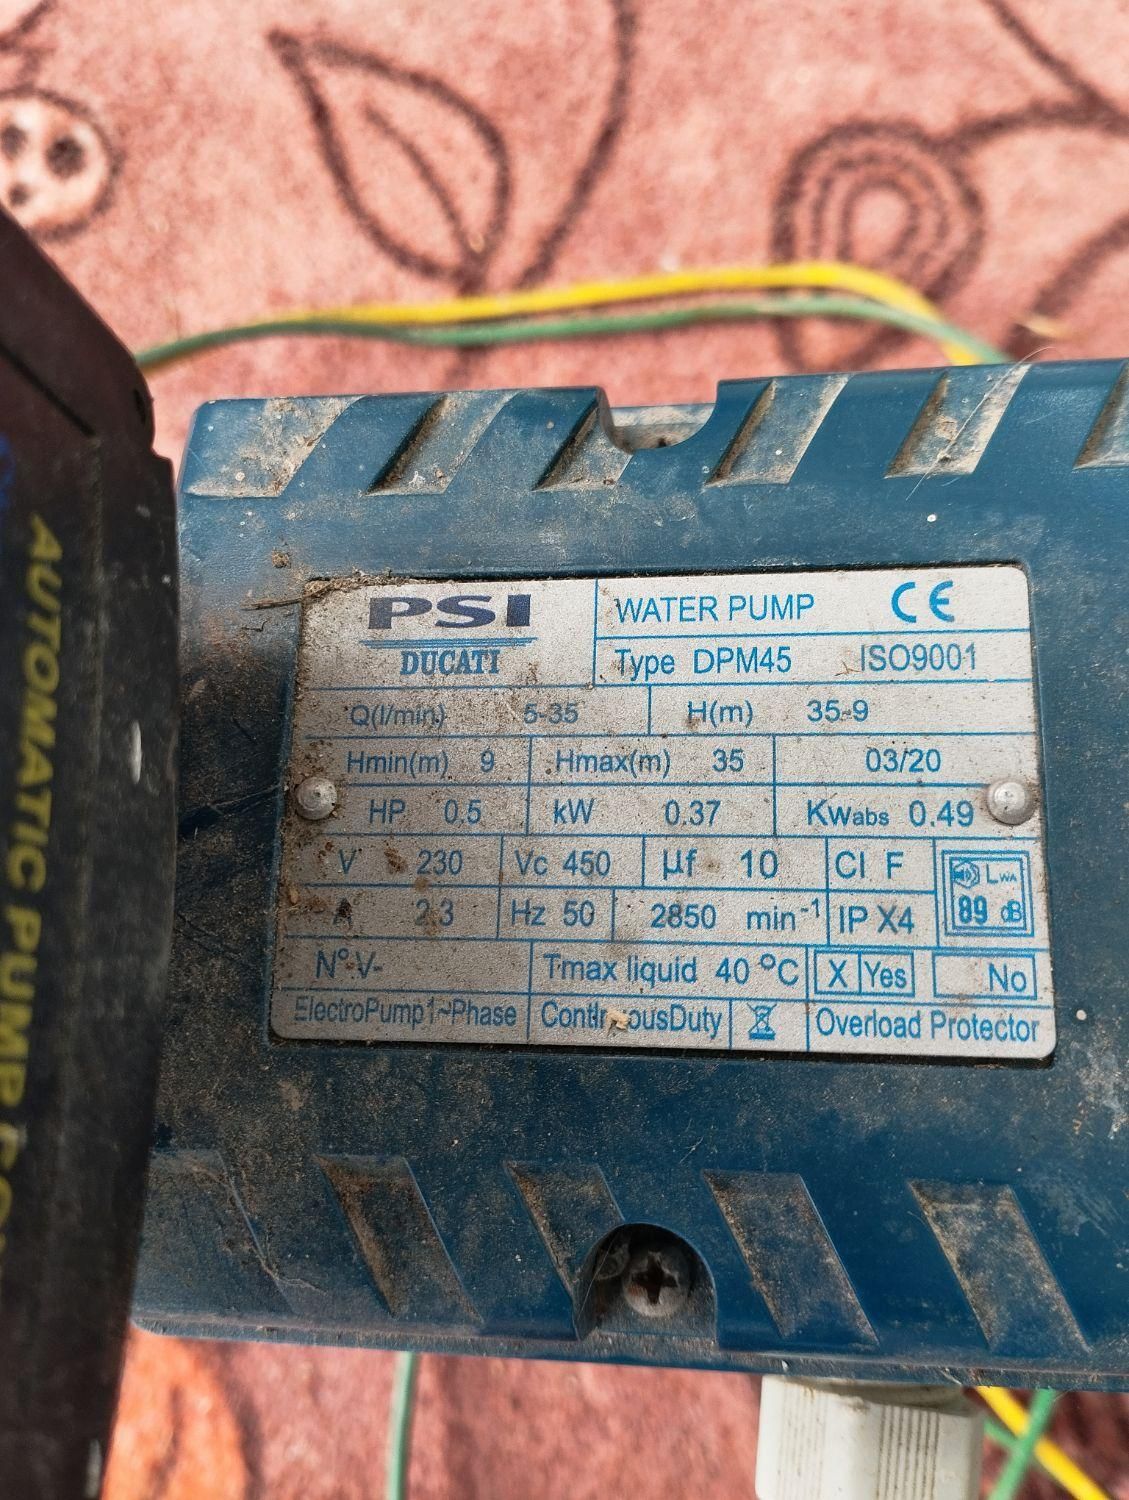 AUTOMATIC PUMP
PSI
DUCATI
WATER PUMP CE
Type DPM45 ISO9001
Q(l/min) 5-35 H(m) 35-9
Hmin(m) 9 Hmax(m) 35 03/20
HP 0.5 kW 0.37 Kwabs 0.49
V 230 Vc 450 µf 10 Cl F
LWA
89 dB
A 2.3 Hz 50 2850 min-1 IP X4
N° V- Tmax liquid 40 °C X Yes No
ElectroPump1~Phase ContinuousDuty Overload Protector